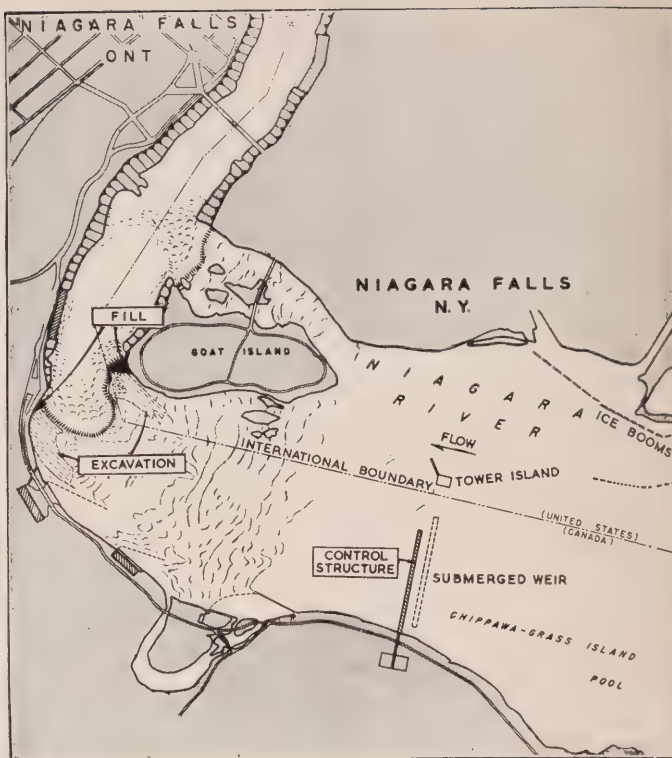 NIAGARA FALLS
ONT
NIAGARA FALLS
N.Y.
FILL
GOAT ISLAND
NIAGARA
RIVER
ICE BOOMS
FLOW
EXCAVATION
INTERNATIONAL BOUNDARY
TOWER ISLAND
(UNITED STATES)
(CANADA)
CONTROL
STRUCTURE
SUBMERGED WEIR
CHIPPAWA-GRASS ISLAND
POOL